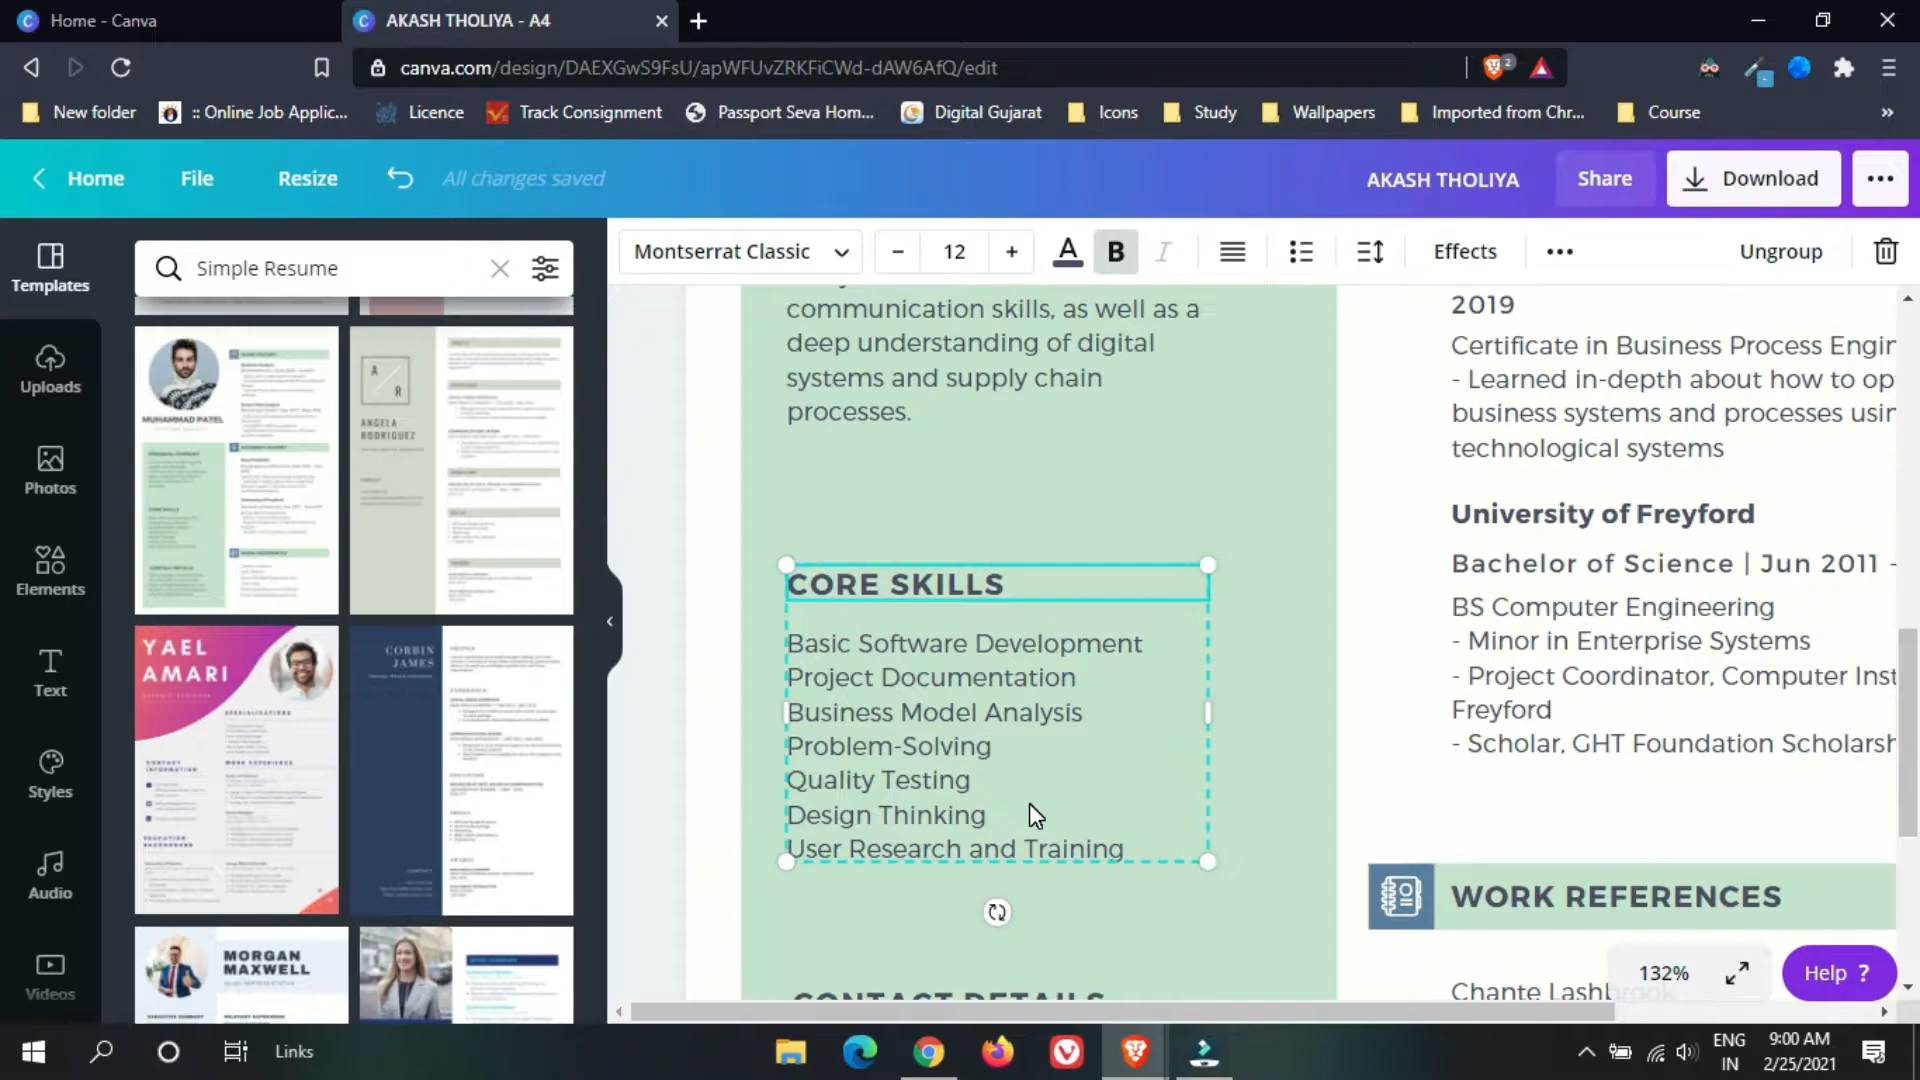 Home - Canva
AKASH THOLIYA - A4
canva.com/design/DAEXGwS9FsU/apWFUvZRKFiCWd-dAW6AfQ/edit
2
New folder
:: Online Job Applic...
Licence
Track Consignment
Passport Seva Hom...
Digital Gujarat
Icons
Study
Wallpapers
Imported from Chr...
Course
Home
File
Resize
All changes saved
AKASH THOLIYA
Share
Download
Templates
Simple Resume
Montserrat Classic
12
A
B
I
Effects
Ungroup
Uploads
Photos
Elements
Text
Styles
Audio
Videos
MUHAMMAD PATEL
A
R
ANGELA
RODRIGUEZ
YAEL
AMARI
CORBIN
JAMES
MORGAN
MAXWELL
communication skills, as well as a
deep understanding of digital
systems and supply chain
processes.
CORE SKILLS
Basic Software Development
Project Documentation
Business Model Analysis
Problem-Solving
Quality Testing
Design Thinking
User Research and Training
CONTACT DETAILS
2019
Certificate in Business Process Engin
- Learned in-depth about how to op
business systems and processes usin
technological systems
University of Freyford
Bachelor of Science | Jun 2011 -
BS Computer Engineering
- Minor in Enterprise Systems
- Project Coordinator, Computer Inst
Freyford
- Scholar, GHT Foundation Scholarsh
WORK REFERENCES
Chante Lashbrook
132%
Help ?
Links
ENG
IN
9:00 AM
2/25/2021